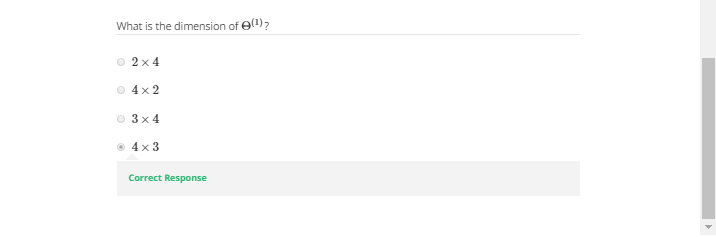 What is the dimension of Θ⁽¹⁾?
2 × 4
4 × 2
3 × 4
4 × 3
Correct Response